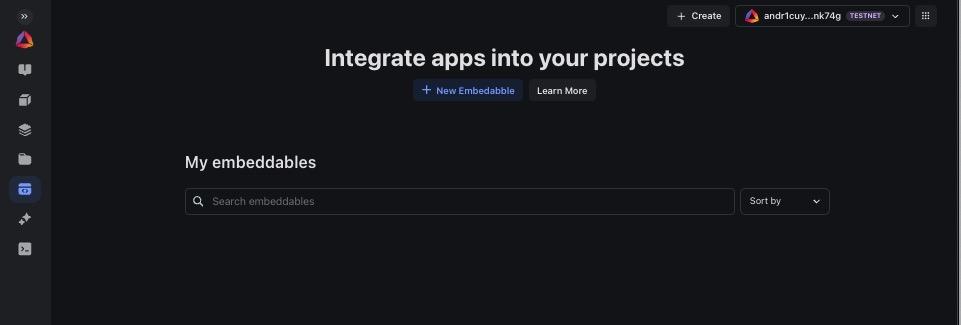 Create
andr1cuy...nk74g TESTNET
Integrate apps into your projects
New Embedabble
Learn More
My embeddables
Search embeddables
Sort by